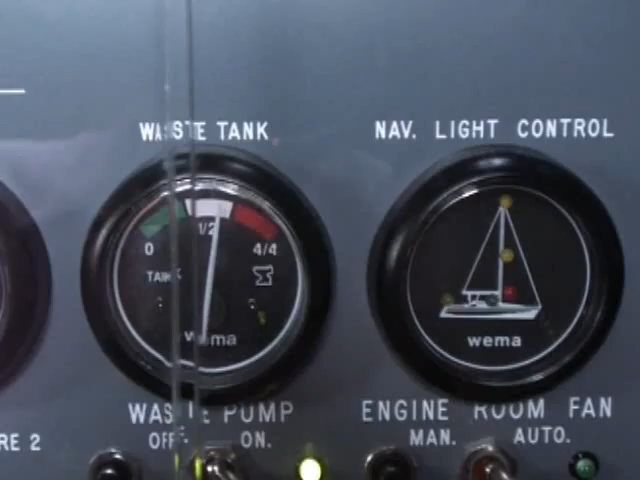 WASTE TANK
NAV. LIGHT CONTROL
1/2
0
4/4
TANK
wema
wema
WASTE PUMP
ENGINE ROOM FAN
OFF.
ON.
MAN.
AUTO.
RE 2